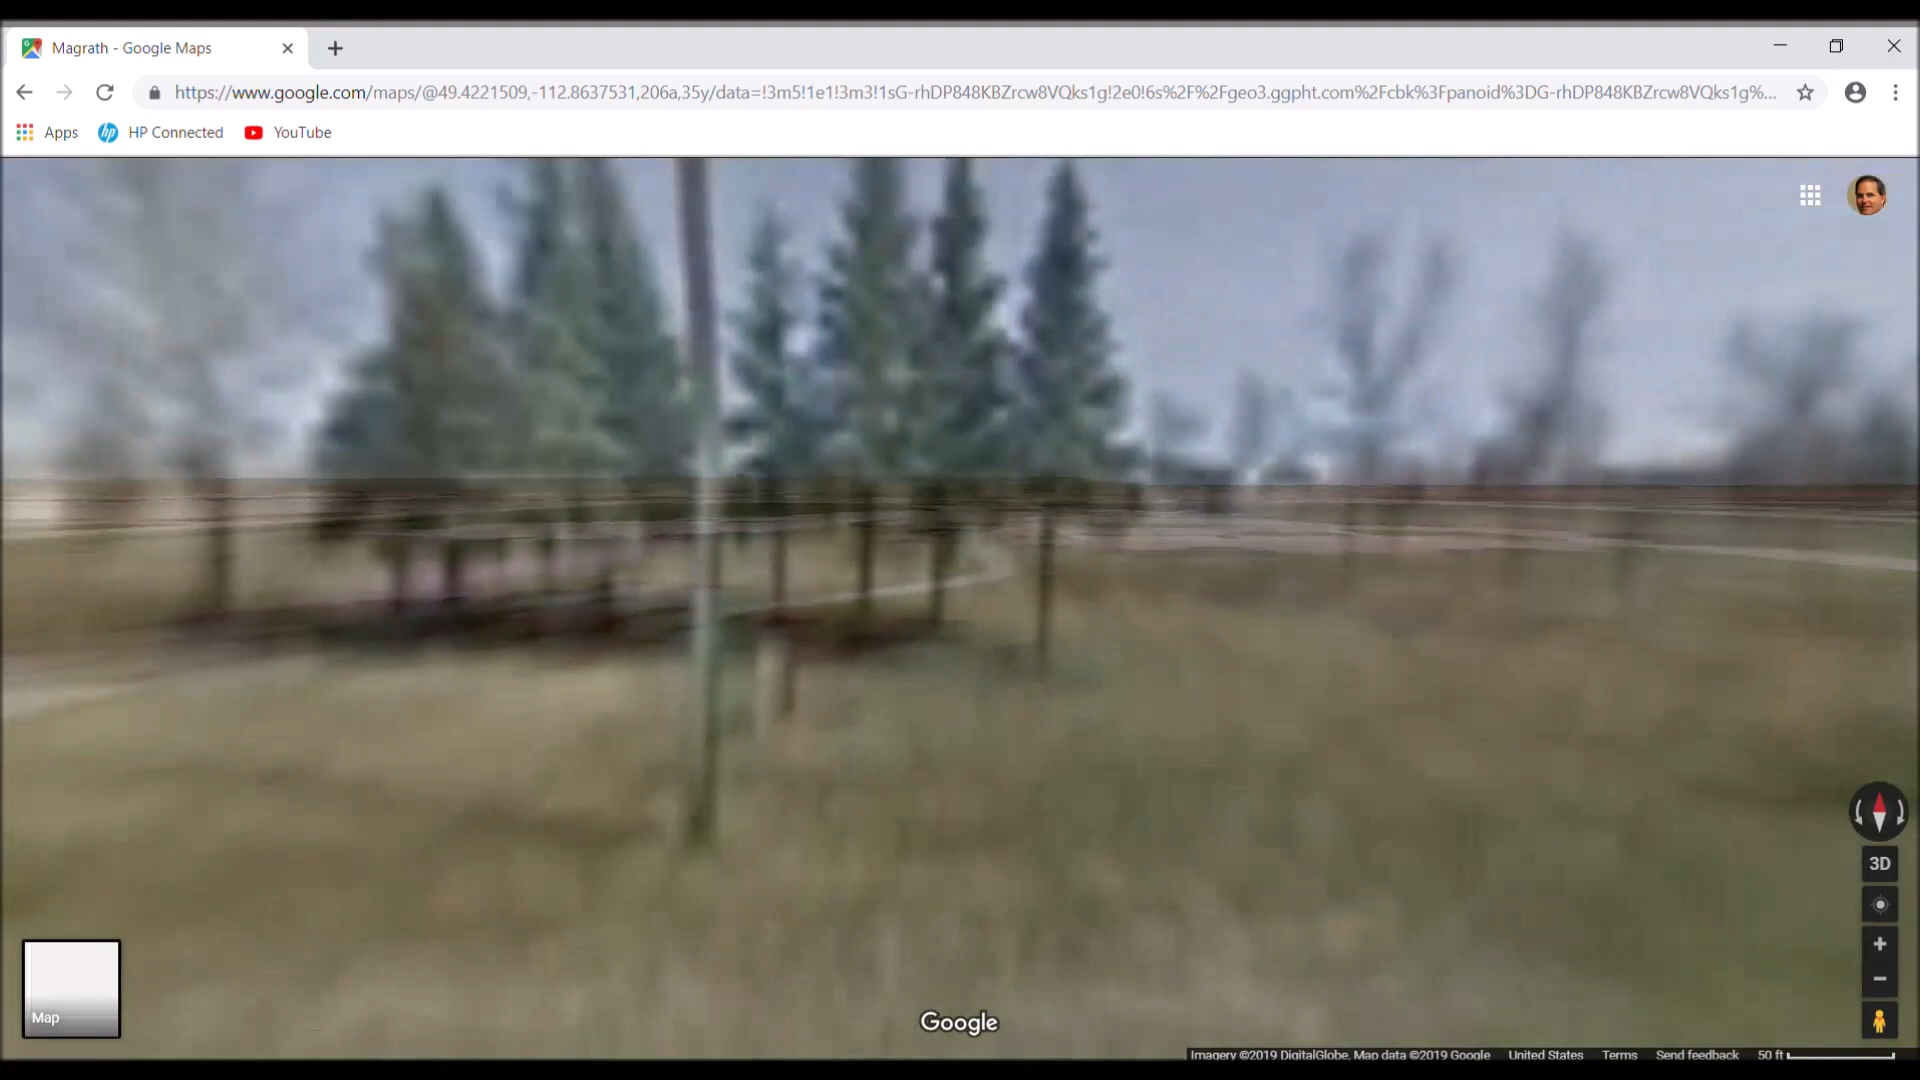 Magrath - Google Maps
https://www.google.com/maps/@49.4221509,-112.8637531,206a,35y/data=!3m5!1e1!3m3!1sG-rhDP848KBZrcw8VQks1g!2e0!6s%2F%2Fgeo3.ggpht.com%2Fcbk%3Fpanoid%3DG-rhDP848KBZrcw8VQks1g%...
Apps HP Connected YouTube
3D
Map
Google
Imagery ©2019 DigitalGlobe, Map data ©2019 Google United States Terms Send feedback 50 ft